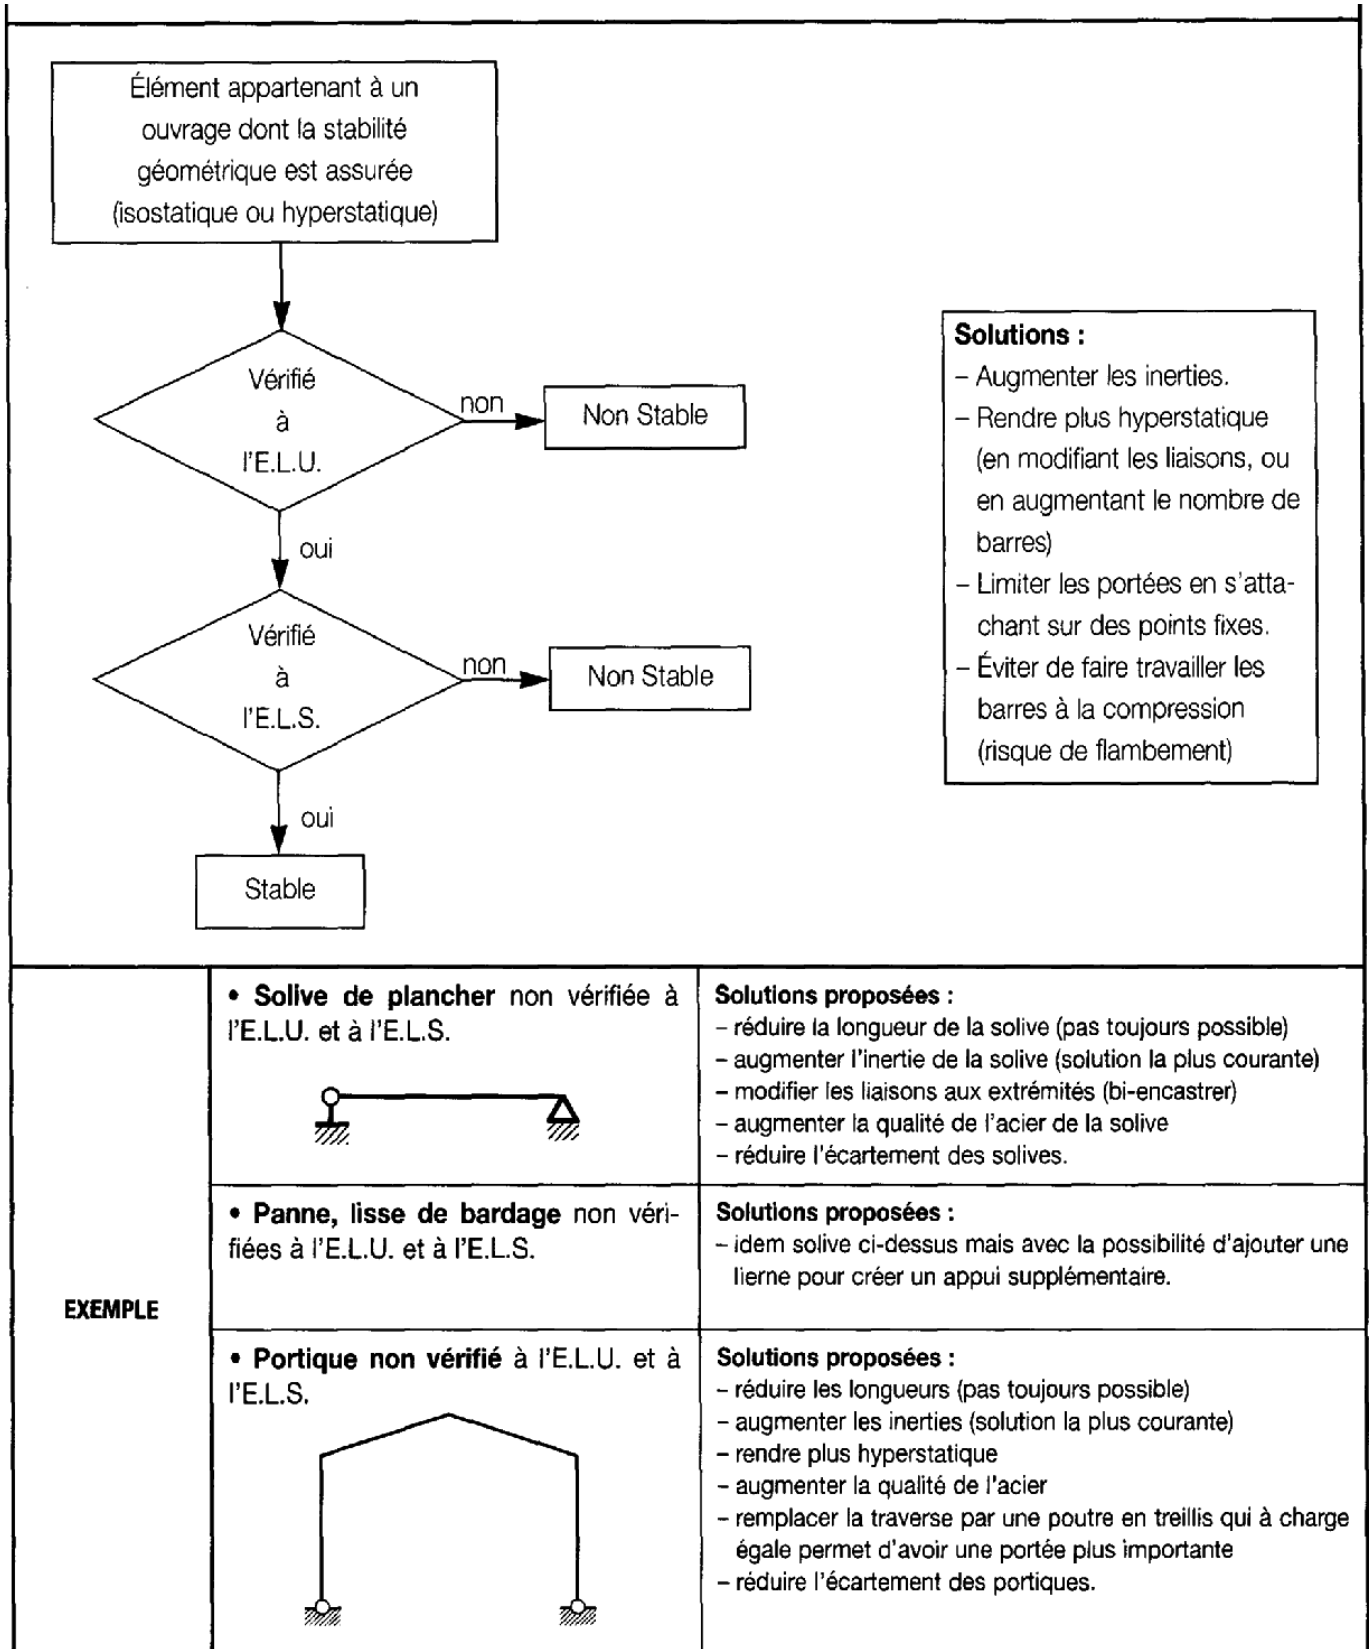 Élément appartenant à un
ouvrage dont la stabilité
géométrique est assurée
(isostatique ou hyperstatique)
Vérifié
à
l'E.L.U.
non
Non Stable
oui
Vérifié
à
l'E.L.S.
non
Non Stable
oui
Stable
Solutions :
– Augmenter les inerties.
– Rendre plus hyperstatique
(en modifiant les liaisons, ou
en augmentant le nombre de
barres)
– Limiter les portées en s'atta-
chant sur des points fixes.
– Éviter de faire travailler les
barres à la compression
(risque de flambement)
EXEMPLE
• Solive de plancher non vérifiée à
l'E.L.U. et à l'E.L.S.
Solutions proposées :
– réduire la longueur de la solive (pas toujours possible)
– augmenter l'inertie de la solive (solution la plus courante)
– modifier les liaisons aux extrémités (bi-encastrer)
– augmenter la qualité de l'acier de la solive
– réduire l'écartement des solives.
• Panne, lisse de bardage non véri-
fiées à l'E.L.U. et à l'E.L.S.
Solutions proposées :
– idem solive ci-dessus mais avec la possibilité d'ajouter une
lierne pour créer un appui supplémentaire.
• Portique non vérifié à l'E.L.U. et à
l'E.L.S.
Solutions proposées :
– réduire les longueurs (pas toujours possible)
– augmenter les inerties (solution la plus courante)
– rendre plus hyperstatique
– augmenter la qualité de l'acier
– remplacer la traverse par une poutre en treillis qui à charge
égale permet d'avoir une portée plus importante
– réduire l'écartement des portiques.